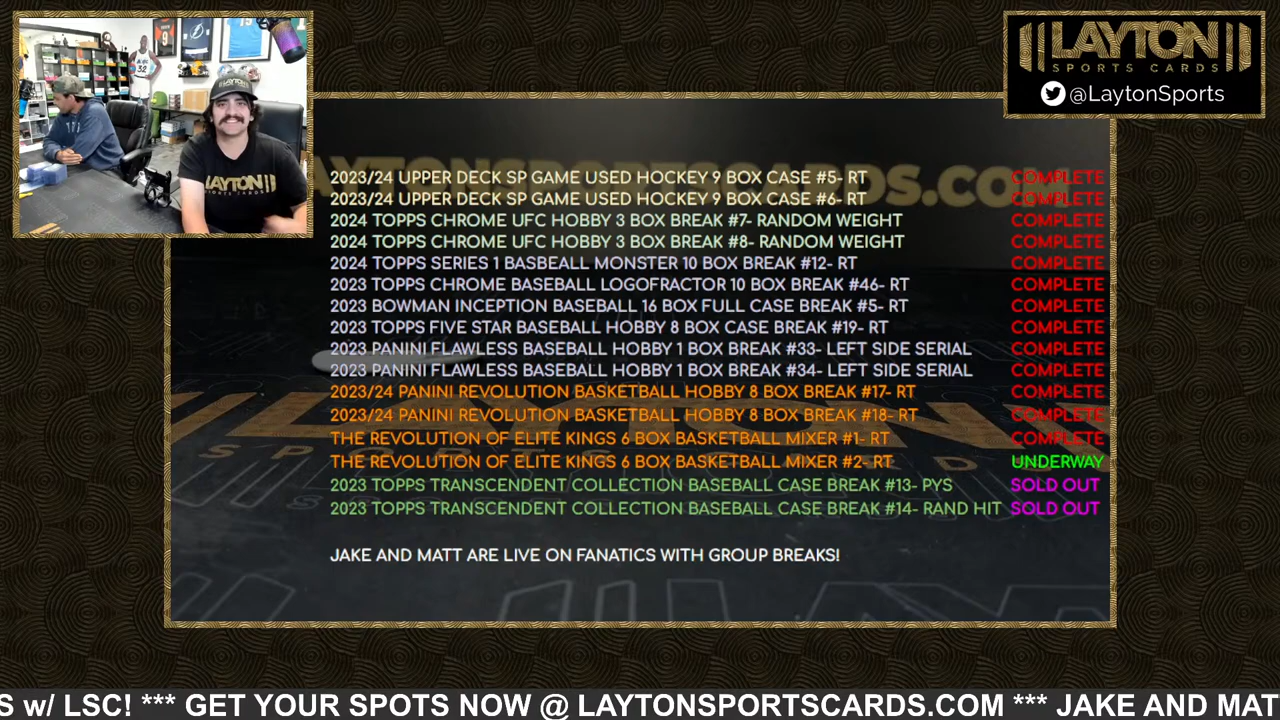 LAYTON
SPORTS CARDS
@LaytonSports
LAYTON
SPORTS CARDS
LAYTONSPORTSCARDS.COM
2023/24 UPPER DECK SP GAME USED HOCKEY 9 BOX CASE #5- RT COMPLETE
2023/24 UPPER DECK SP GAME USED HOCKEY 9 BOX CASE #6- RT COMPLETE
2024 TOPPS CHROME UFC HOBBY 3 BOX BREAK #7- RANDOM WEIGHT COMPLETE
2024 TOPPS CHROME UFC HOBBY 3 BOX BREAK #8- RANDOM WEIGHT COMPLETE
2024 TOPPS SERIES 1 BASBEALL MONSTER 10 BOX BREAK #12- RT COMPLETE
2023 TOPPS CHROME BASEBALL LOGOFRACTOR 10 BOX BREAK #46- RT COMPLETE
2023 BOWMAN INCEPTION BASEBALL 16 BOX FULL CASE BREAK #5- RT COMPLETE
2023 TOPPS FIVE STAR BASEBALL HOBBY 8 BOX CASE BREAK #19- RT COMPLETE
2023 PANINI FLAWLESS BASEBALL HOBBY 1 BOX BREAK #33- LEFT SIDE SERIAL COMPLETE
2023 PANINI FLAWLESS BASEBALL HOBBY 1 BOX BREAK #34- LEFT SIDE SERIAL COMPLETE
2023/24 PANINI REVOLUTION BASKETBALL HOBBY 8 BOX BREAK #17- RT COMPLETE
2023/24 PANINI REVOLUTION BASKETBALL HOBBY 8 BOX BREAK #18- RT COMPLETE
THE REVOLUTION OF ELITE KINGS 6 BOX BASKETBALL MIXER #1- RT COMPLETE
THE REVOLUTION OF ELITE KINGS 6 BOX BASKETBALL MIXER #2- RT UNDERWAY
2023 TOPPS TRANSCENDENT COLLECTION BASEBALL CASE BREAK #13- PYS SOLD OUT
2023 TOPPS TRANSCENDENT COLLECTION BASEBALL CASE BREAK #14- RAND HIT SOLD OUT
JAKE AND MATT ARE LIVE ON FANATICS WITH GROUP BREAKS!
S w/ LSC! *** GET YOUR SPOTS NOW @ LAYTONSPORTSCARDS.COM *** JAKE AND MAT